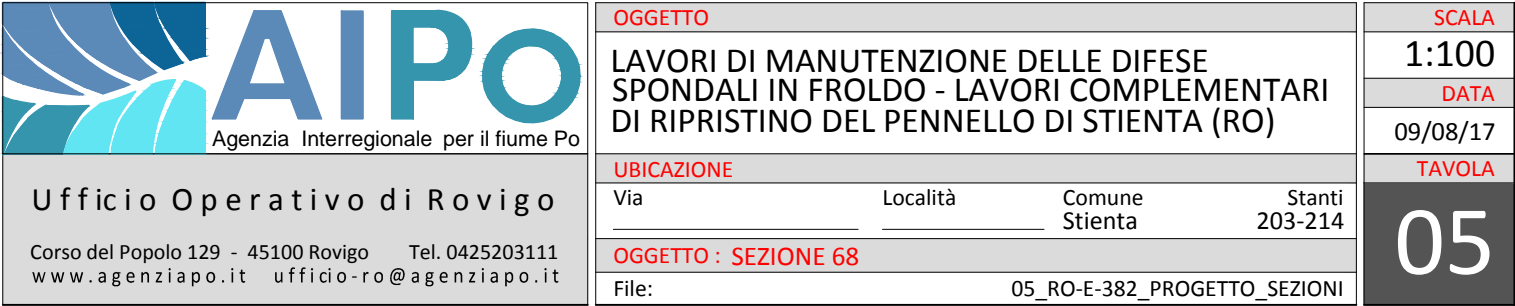 AIPo
Agenzia Interregionale per il fiume Po
Ufficio Operativo di Rovigo
Corso del Popolo 129 - 45100 Rovigo Tel. 0425203111
www.agenziapo.it ufficio-ro@agenziapo.it
OGGETTO
LAVORI DI MANUTENZIONE DELLE DIFESE
SPONDALI IN FROLDO - LAVORI COMPLEMENTARI
DI RIPRISTINO DEL PENNELLO DI STIENTA (RO)
UBICAZIONE
Via Località Comune Stanti
Stienta 203-214
OGGETTO : SEZIONE 68
File: 05_RO-E-382_PROGETTO_SEZIONI
SCALA
1:100
DATA
09/08/17
TAVOLA
05